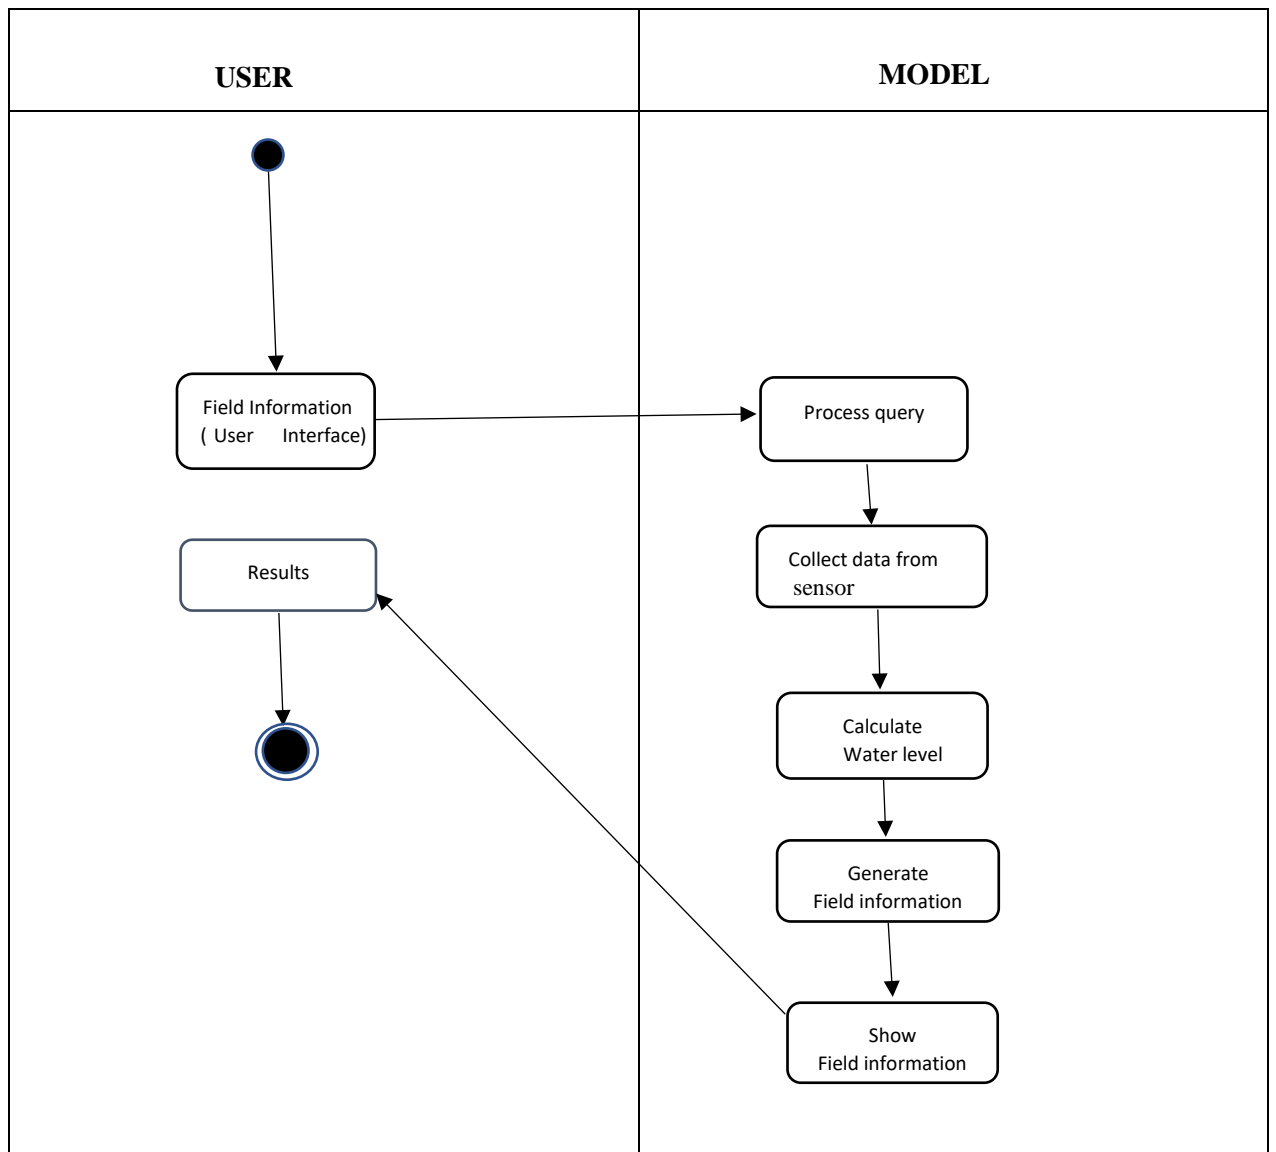 USER
MODEL
Field Information
( User Interface)
Process query
Results
Collect data from
sensor
Calculate
Water level
Generate
Field information
Show
Field information